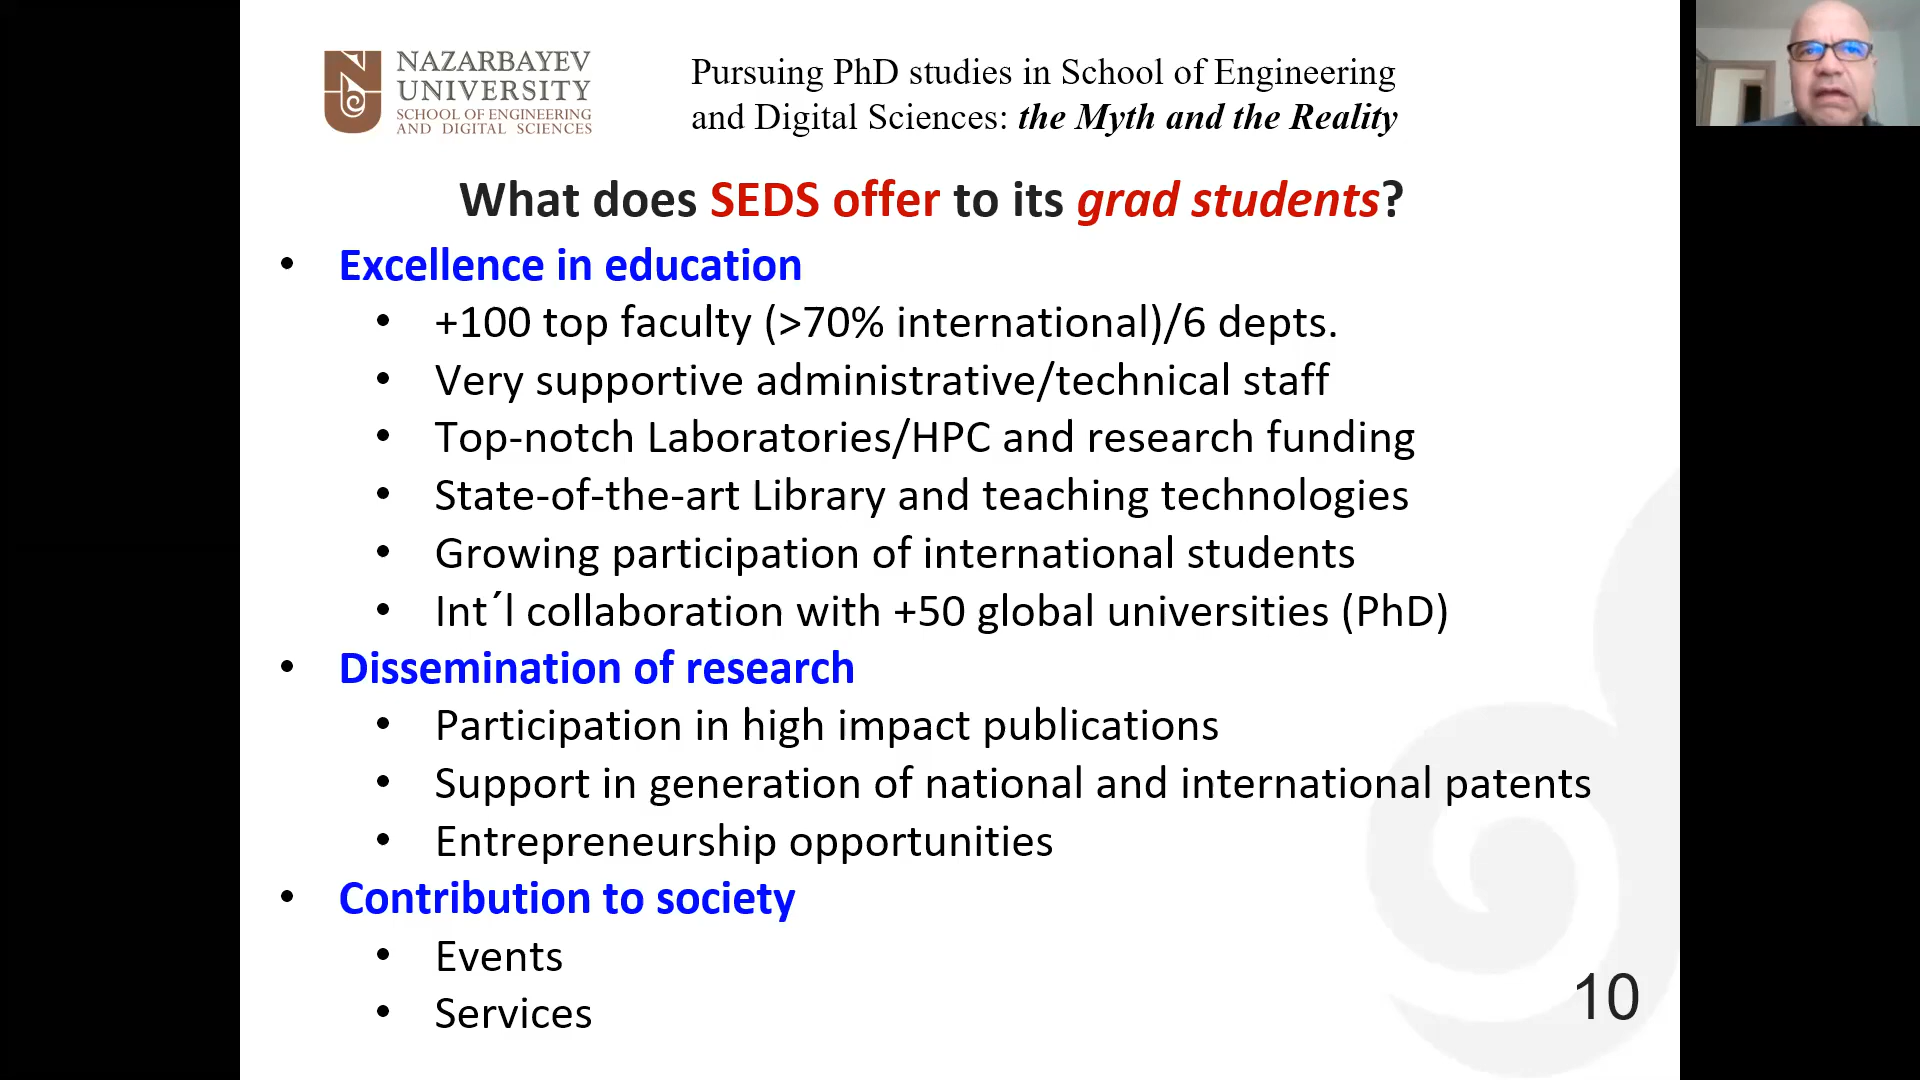 NAZARBAYEV
UNIVERSITY
SCHOOL OF ENGINEERING
AND DIGITAL SCIENCES
Pursuing PhD studies in School of Engineering
and Digital Sciences: the Myth and the Reality
What does SEDS offer to its grad students?
• Excellence in education
• +100 top faculty (>70% international)/6 depts.
• Very supportive administrative/technical staff
• Top-notch Laboratories/HPC and research funding
• State-of-the-art Library and teaching technologies
• Growing participation of international students
• Int´l collaboration with +50 global universities (PhD)
• Dissemination of research
• Participation in high impact publications
• Support in generation of national and international patents
• Entrepreneurship opportunities
• Contribution to society
• Events
• Services
10